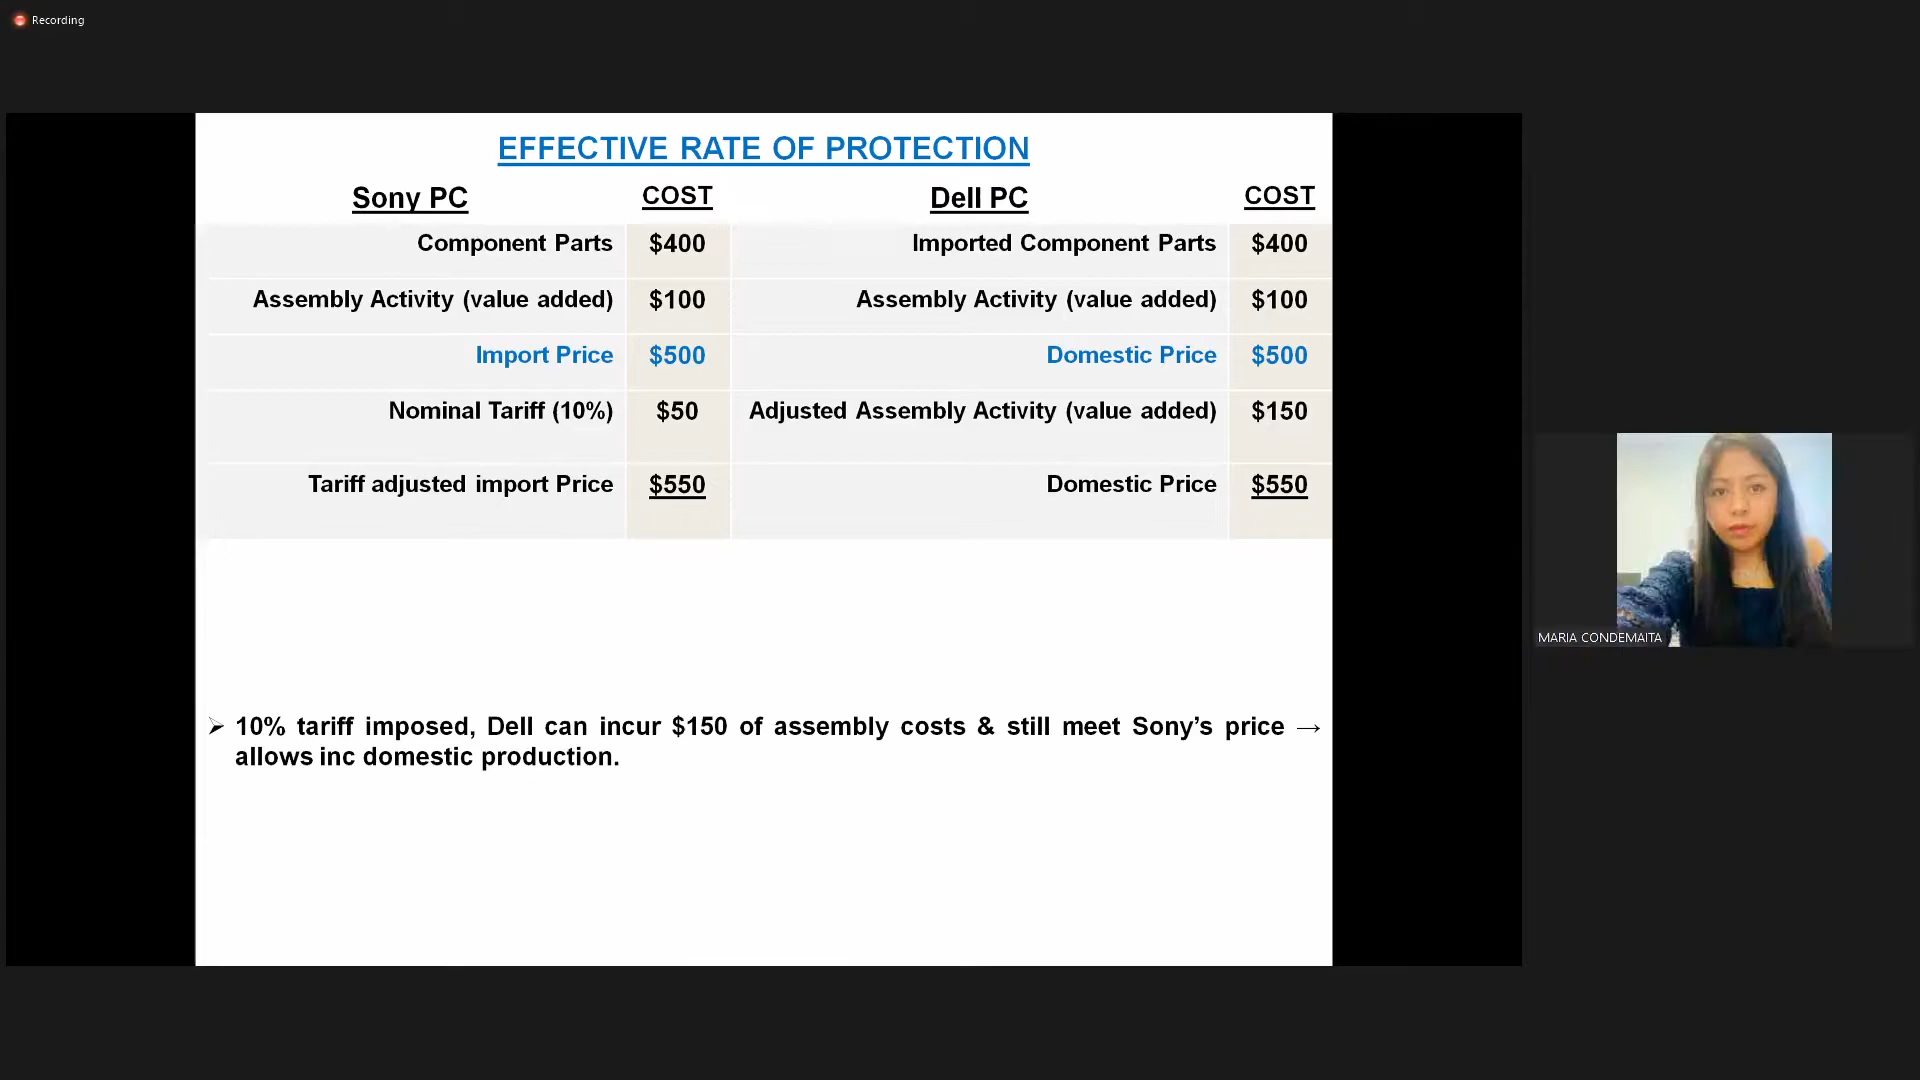 Recording
EFFECTIVE RATE OF PROTECTION
Sony PC COST Dell PC COST
Component Parts $400 Imported Component Parts $400
Assembly Activity (value added) $100 Assembly Activity (value added) $100
Import Price $500 Domestic Price $500
Nominal Tariff (10%) $50 Adjusted Assembly Activity (value added) $150
Tariff adjusted import Price $550 Domestic Price $550
➢ 10% tariff imposed, Dell can incur $150 of assembly costs & still meet Sony’s price →
allows inc domestic production.
MARIA CONDEMAITA